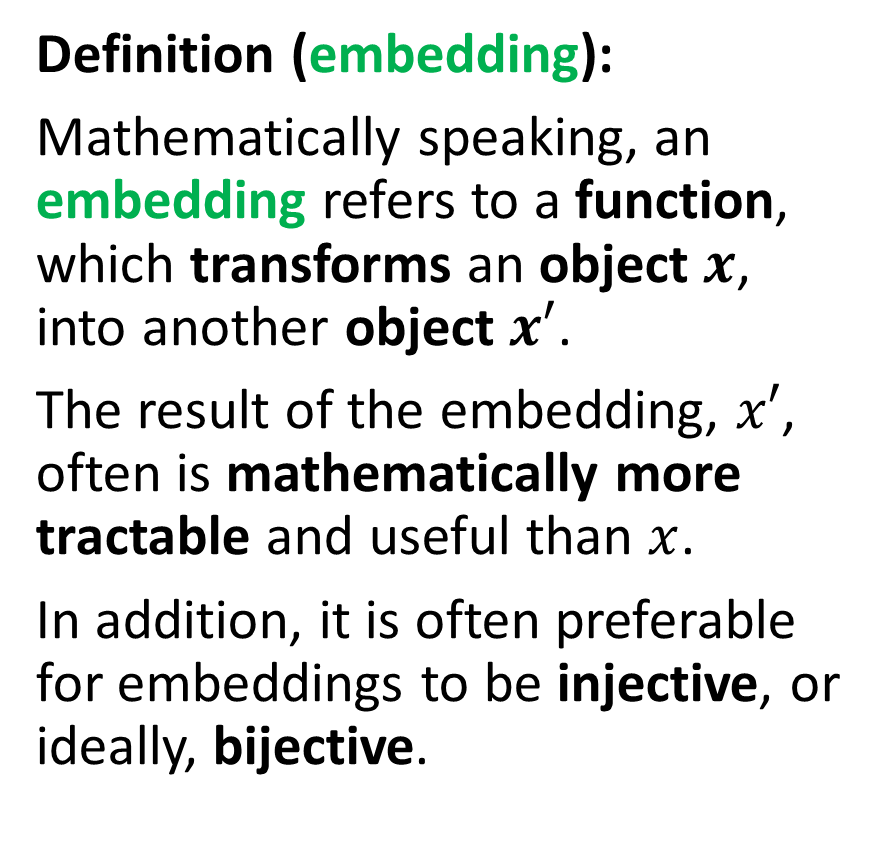 Definition (embedding):
Mathematically speaking, an
embedding refers to a function,
which transforms an object x,
into another object x′.
The result of the embedding, x′,
often is mathematically more
tractable and useful than x.
In addition, it is often preferable
for embeddings to be injective, or
ideally, bijective.